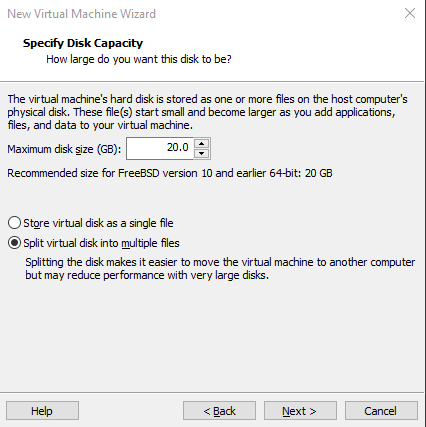 New Virtual Machine Wizard
Specify Disk Capacity
How large do you want this disk to be?
The virtual machine's hard disk is stored as one or more files on the host computer's
physical disk. These file(s) start small and become larger as you add applications,
files, and data to your virtual machine.
Maximum disk size (GB): 20.0
Recommended size for FreeBSD version 10 and earlier 64-bit: 20 GB
Store virtual disk as a single file
Split virtual disk into multiple files
Splitting the disk makes it easier to move the virtual machine to another computer
but may reduce performance with very large disks.
Help < Back Next > Cancel